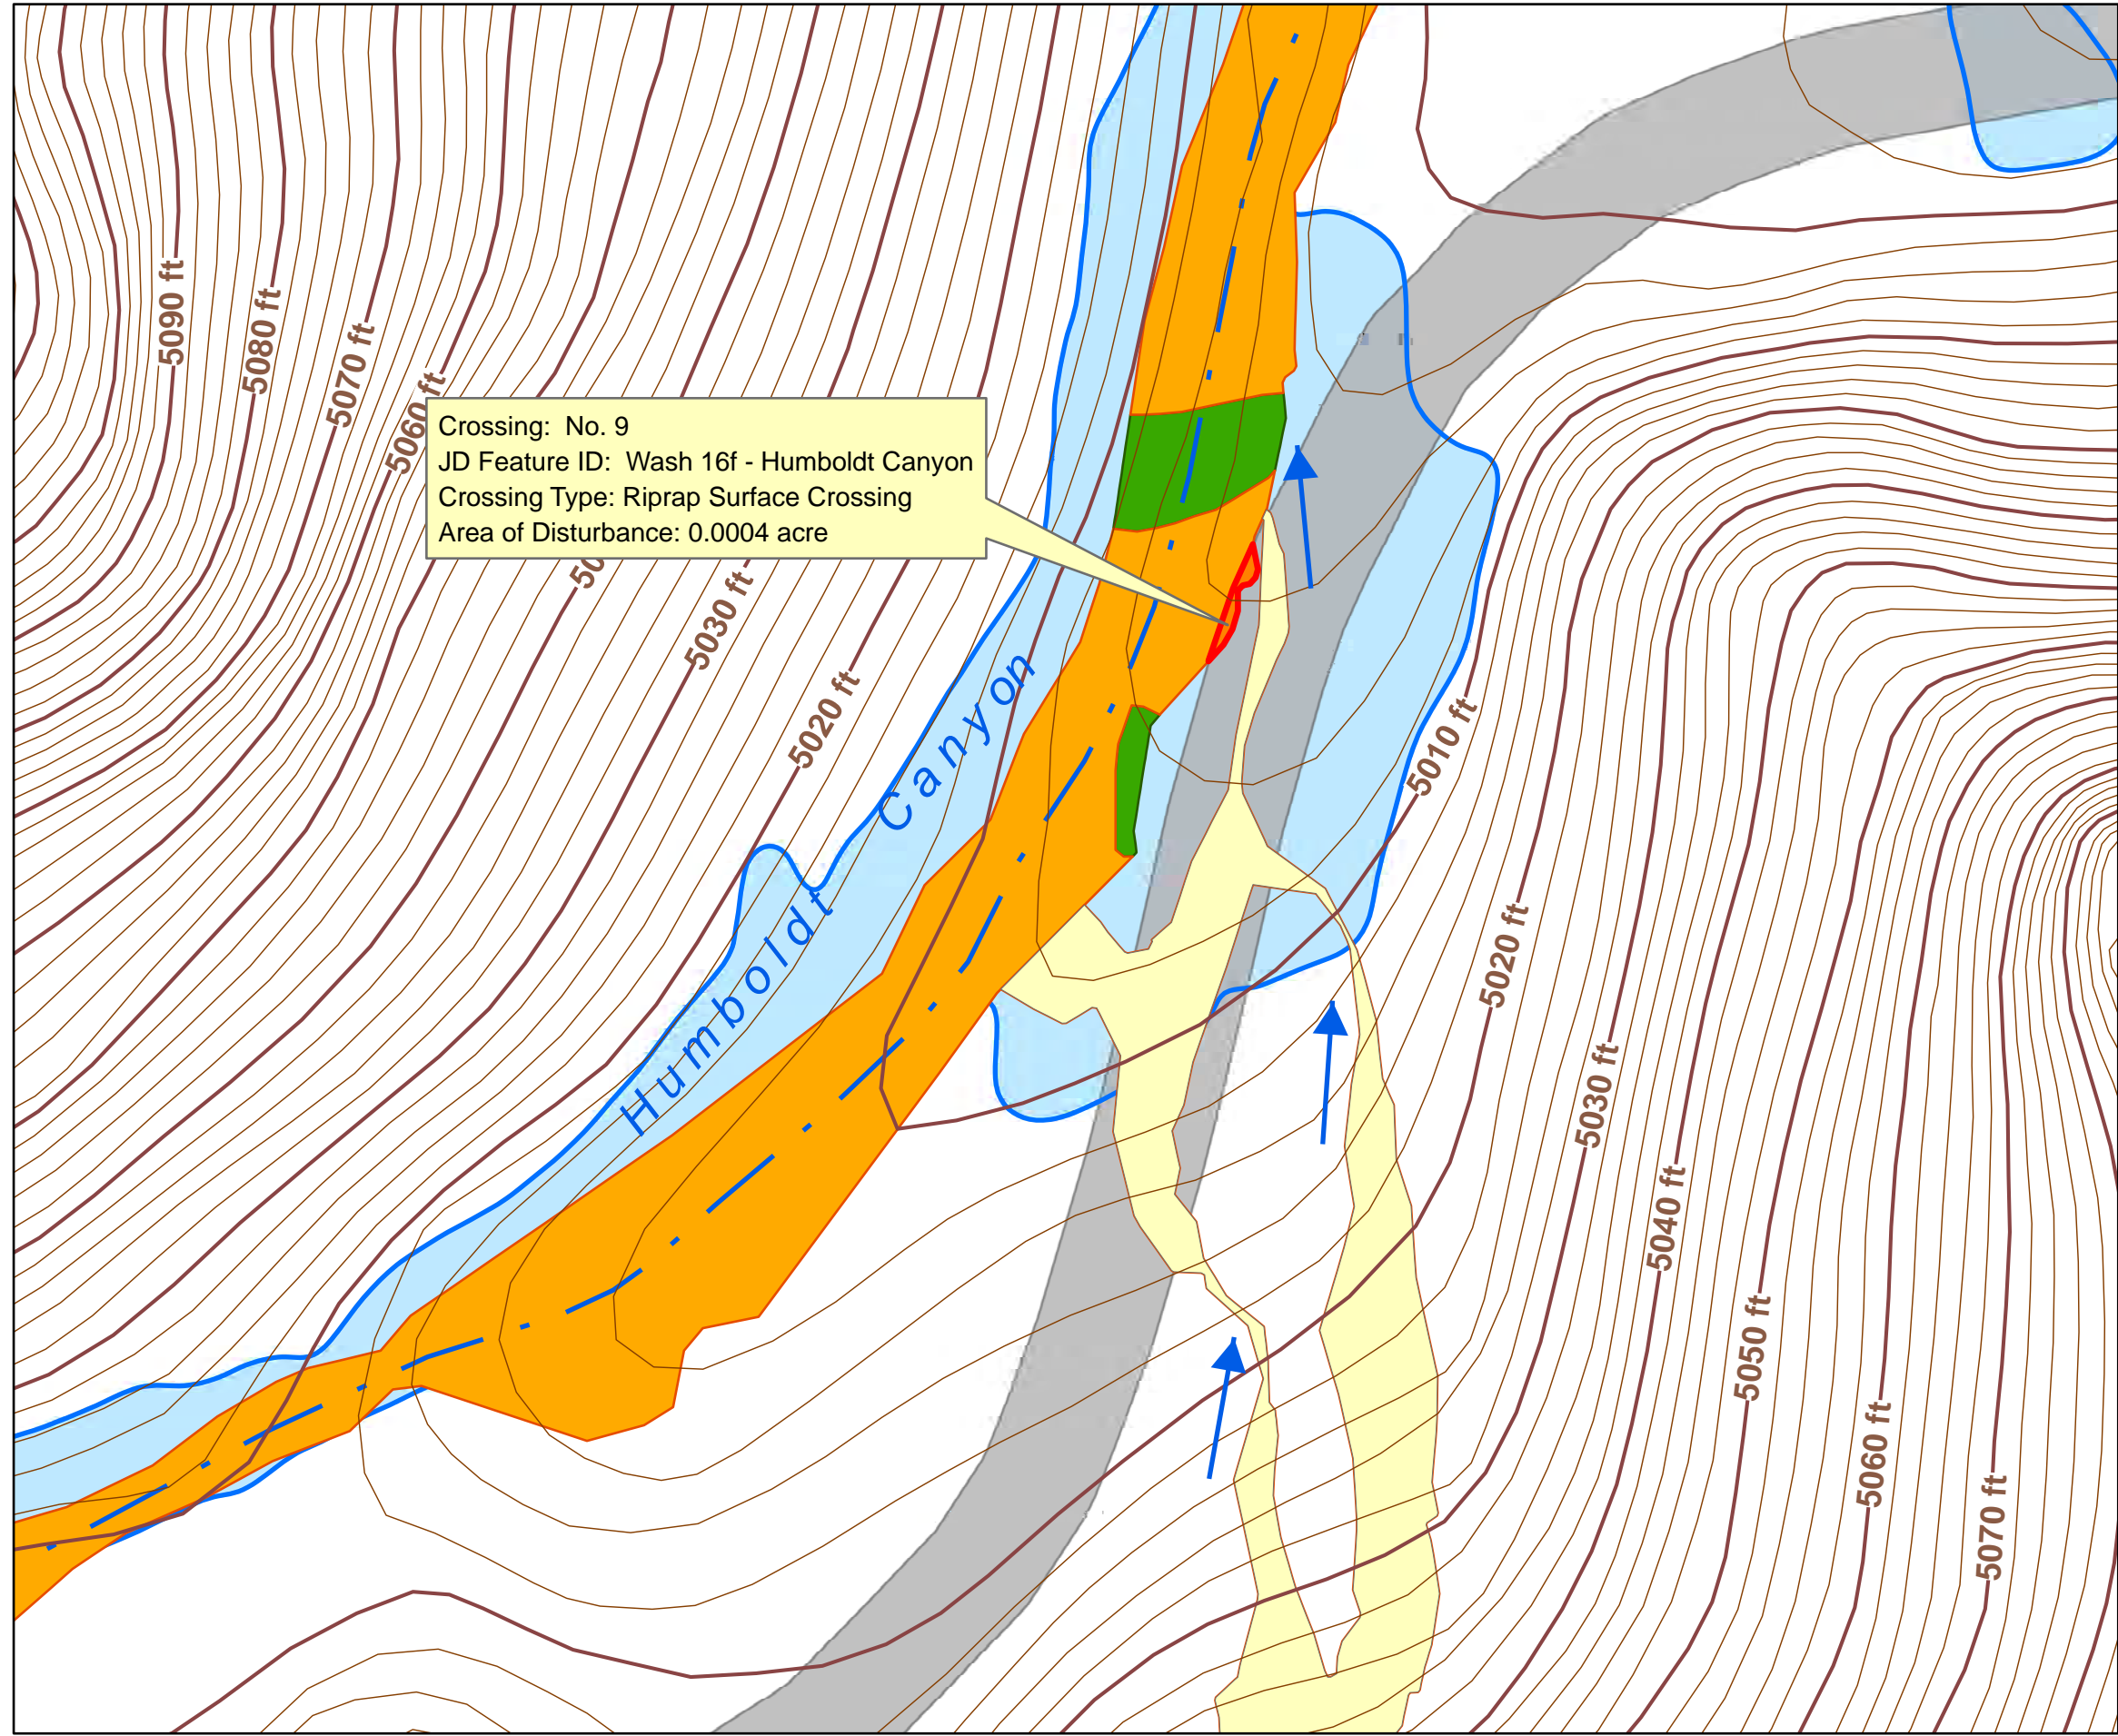 5090 ft
5080 ft
5070 ft
5060 ft
Crossing: No. 9
JD Feature ID: Wash 16f - Humboldt Canyon
Crossing Type: Riprap Surface Crossing
Area of Disturbance: 0.0004 acre
5030 ft
5020 ft
Humboldt Canyon
5010 ft
5020 ft
5030 ft
5040 ft
5050 ft
5060 ft
5070 ft